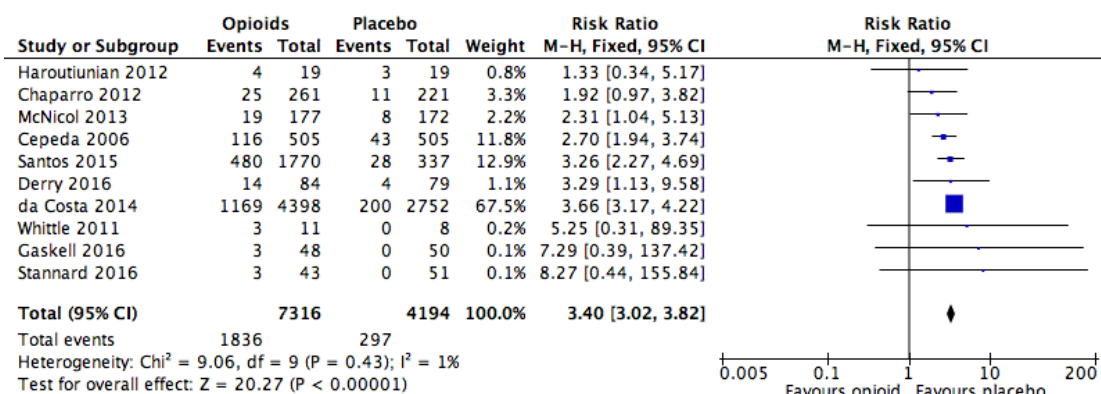 Opioids Placebo Risk Ratio Risk Ratio
Study or Subgroup Events Total Events Total Weight M-H, Fixed, 95% CI M-H, Fixed, 95% CI
Haroutiunian 2012 4 19 3 19 0.8% 1.33 [0.34, 5.17]
Chaparro 2012 25 261 11 221 3.3% 1.92 [0.97, 3.82]
McNicol 2013 19 177 8 172 2.2% 2.31 [1.04, 5.13]
Cepeda 2006 116 505 43 505 11.8% 2.70 [1.94, 3.74]
Santos 2015 480 1770 28 337 12.9% 3.26 [2.27, 4.69]
Derry 2016 14 84 4 79 1.1% 3.29 [1.13, 9.58]
da Costa 2014 1169 4398 200 2752 67.5% 3.66 [3.17, 4.22]
Whittle 2011 3 11 0 8 0.2% 5.25 [0.31, 89.35]
Gaskell 2016 3 48 0 50 0.1% 7.29 [0.39, 137.42]
Stannard 2016 3 43 0 51 0.1% 8.27 [0.44, 155.84]
Total (95% CI) 7316 4194 100.0% 3.40 [3.02, 3.82]
Total events 1836 297
Heterogeneity: Chi² = 9.06, df = 9 (P = 0.43); I² = 1%
Test for overall effect: Z = 20.27 (P < 0.00001)
0.005 0.1 1 10 200
Favours opioid Favours placebo